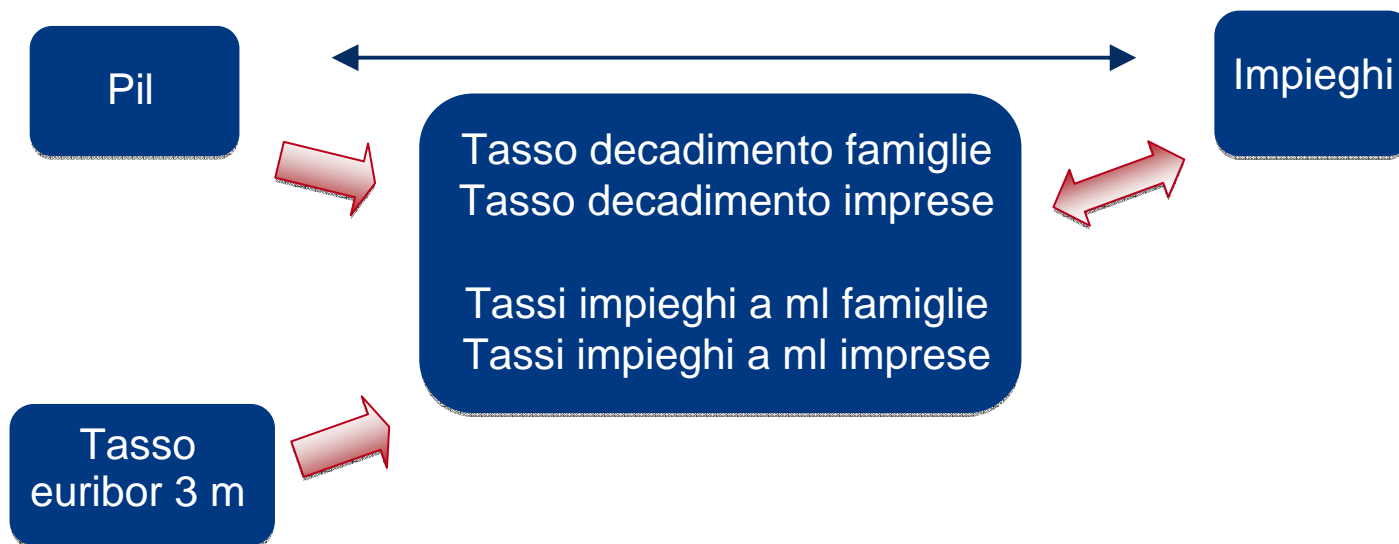 Pil
Impieghi
Tasso decadimento famiglie
Tasso decadimento imprese
Tassi impieghi a ml famiglie
Tassi impieghi a ml imprese
Tasso
euribor 3 m